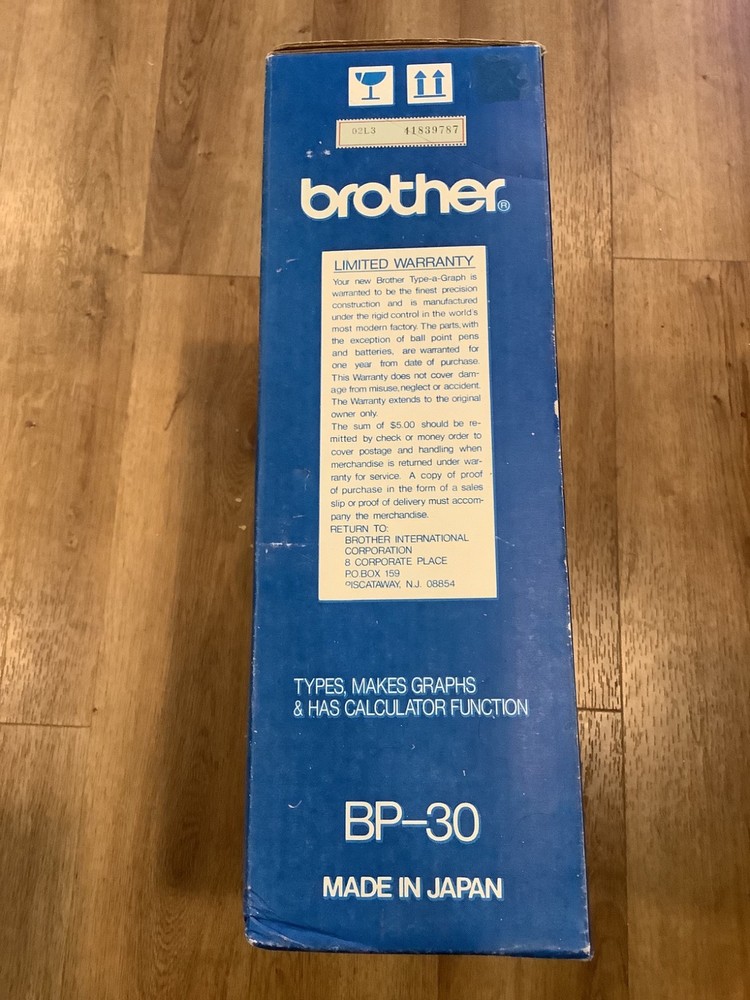 02L3 41839787
brother®
LIMITED WARRANTY
Your new Brother Type-a-Graph is
warranted to be the finest precision
construction and is manufactured
under the rigid control in the world's
most modern factory. The parts, with
the exception of ball point pens
and batteries, are warranted for
one year from date of purchase.
This Warranty does not cover dam-
age from misuse, neglect or accident.
The Warranty extends to the original
owner only.
The sum of $5.00 should be re-
mitted by check or money order to
cover postage and handling when
merchandise is returned under war-
ranty for service. A copy of proof
of purchase in the form of a sales
slip or proof of delivery must accom-
pany the merchandise.
RETURN TO:
BROTHER INTERNATIONAL
CORPORATION
8 CORPORATE PLACE
P.O.BOX 159
PISCATAWAY, N.J. 08854
TYPES, MAKES GRAPHS
& HAS CALCULATOR FUNCTION
BP-30
MADE IN JAPAN